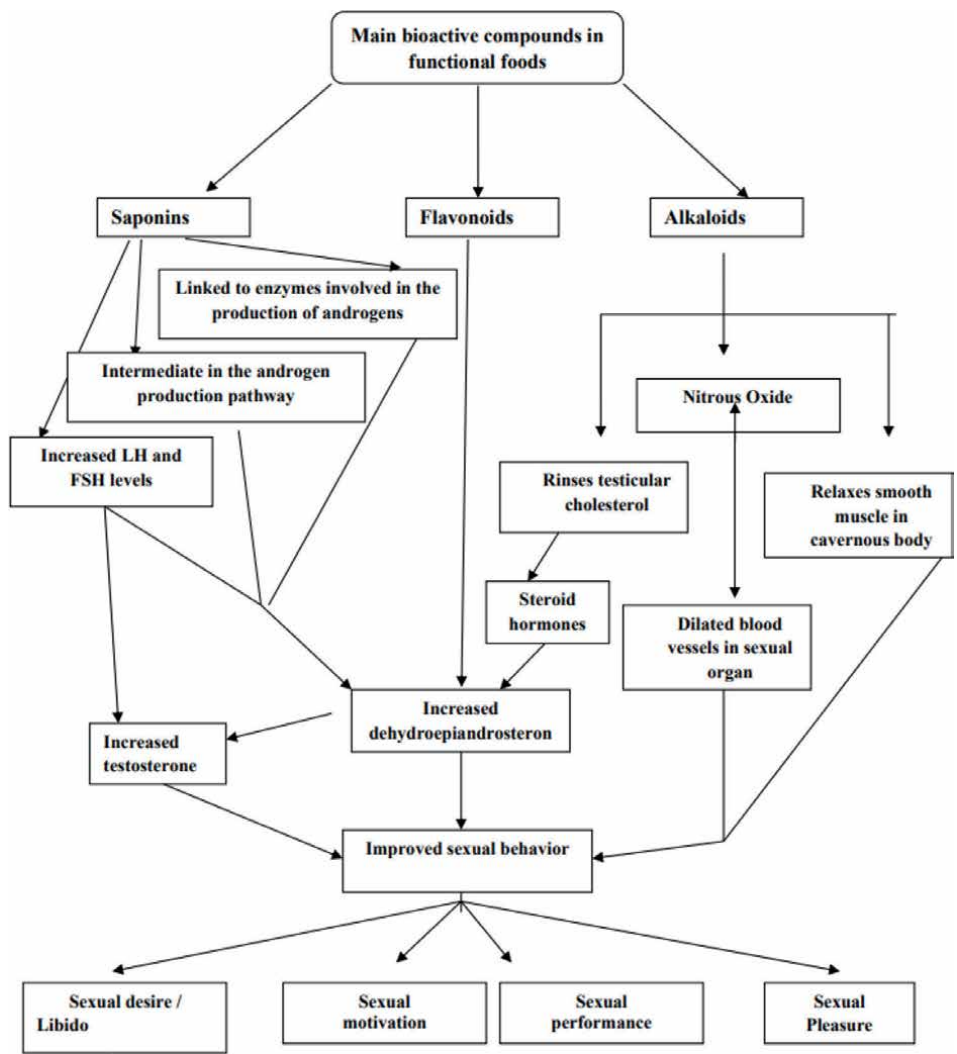 Main bioactive compounds in
functional foods
Saponins
Flavonoids
Alkaloids
Linked to enzymes involved in the
production of androgens
Intermediate in the androgen
production pathway
Nitrous Oxide
Increased LH and
FSH levels
Rinses testicular
cholesterol
Relaxes smooth
muscle in
cavernous body
Steroid
hormones
Dilated blood
vessels in sexual
organ
Increased
dehydroepiandrosteron
Increased
testosterone
Improved sexual behavior
Sexual desire /
Libido
Sexual
motivation
Sexual
performance
Sexual
Pleasure